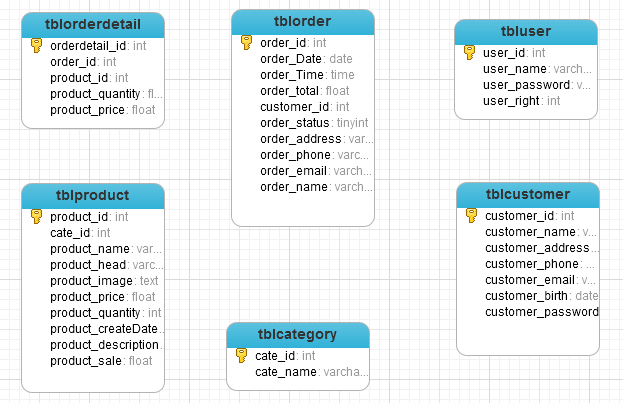 tblorderdetail
orderdetail_id: int
order_id: int
product_id: int
product_quantity: fl...
product_price: float
tblorder
order_id: int
order_Date: date
order_Time: time
order_total: float
customer_id: int
order_status: tinyint
order_address: var...
order_phone: varc...
order_email: varch...
order_name: varch...
tbluser
user_id: int
user_name: varch...
user_password: v...
user_right: int
tblproduct
product_id: int
cate_id: int
product_name: var...
product_head: varc...
product_image: text
product_price: float
product_quantity: int
product_createDate...
product_description...
product_sale: float
tblcategory
cate_id: int
cate_name: varcha...
tblcustomer
customer_id: int
customer_name: v...
customer_address...
customer_phone: ...
customer_email: v...
customer_birth: date
customer_password